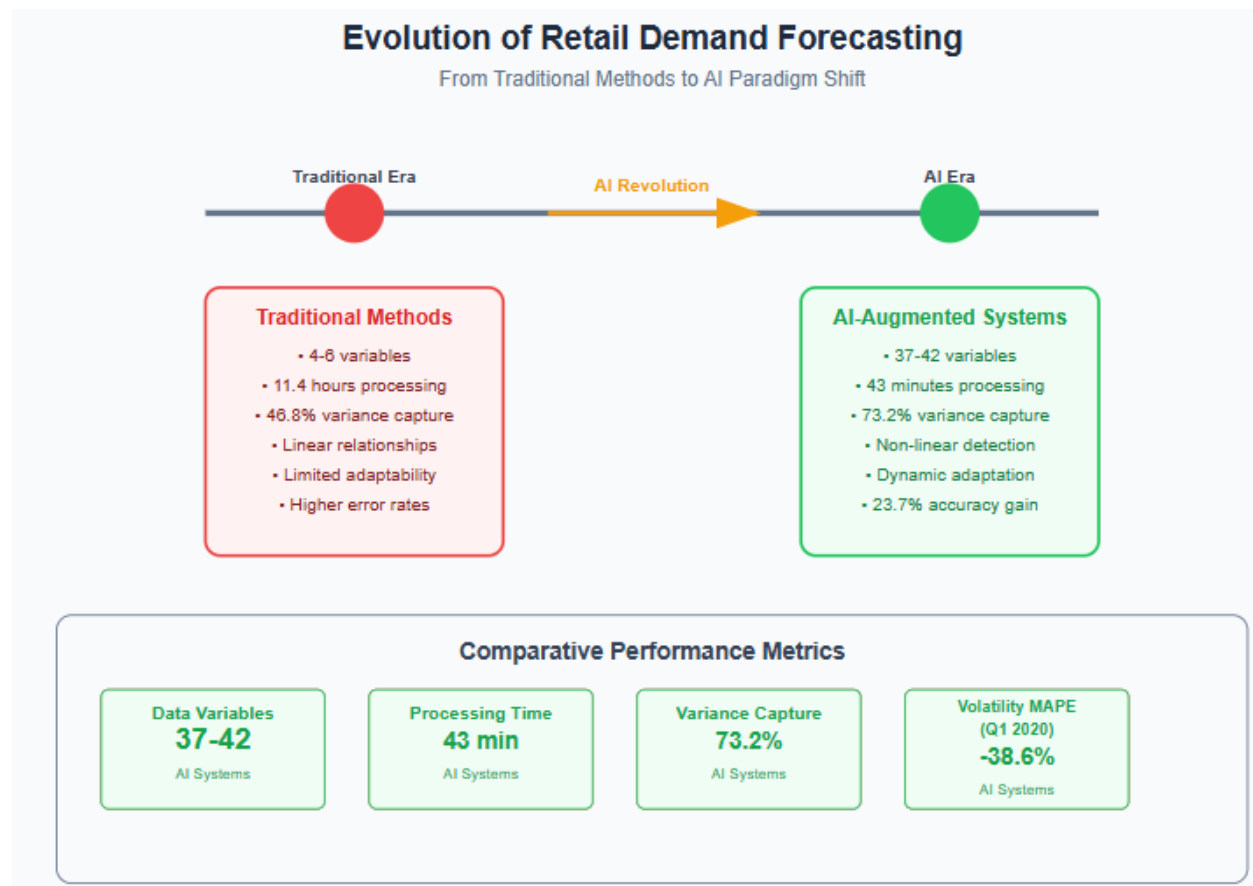 Evolution of Retail Demand Forecasting
From Traditional Methods to AI Paradigm Shift
Traditional Era
AI Revolution
AI Era
Traditional Methods
• 4-6 variables
• 11.4 hours processing
• 46.8% variance capture
• Linear relationships
• Limited adaptability
• Higher error rates
AI-Augmented Systems
• 37-42 variables
• 43 minutes processing
• 73.2% variance capture
• Non-linear detection
• Dynamic adaptation
• 23.7% accuracy gain
Comparative Performance Metrics
Data Variables
37-42
AI Systems
Processing Time
43 min
AI Systems
Variance Capture
73.2%
AI Systems
Volatility MAPE
(Q1 2020)
-38.6%
AI Systems